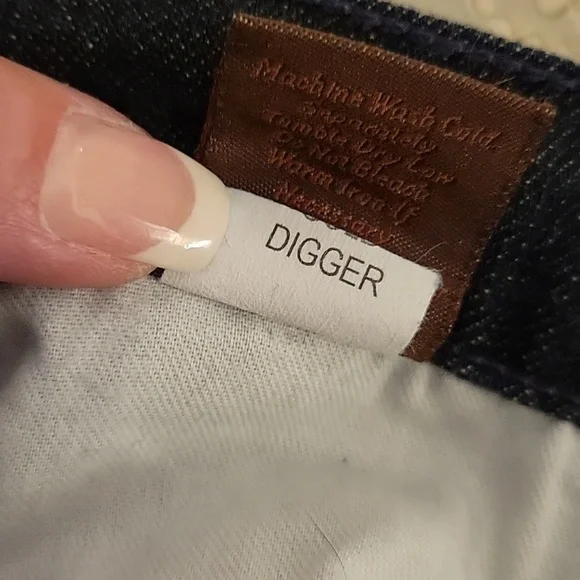 Machine Wash Cold.
Separately
Tumble Dry Low
Do Not Bleach
Warm Iron If
Necessary
DIGGER